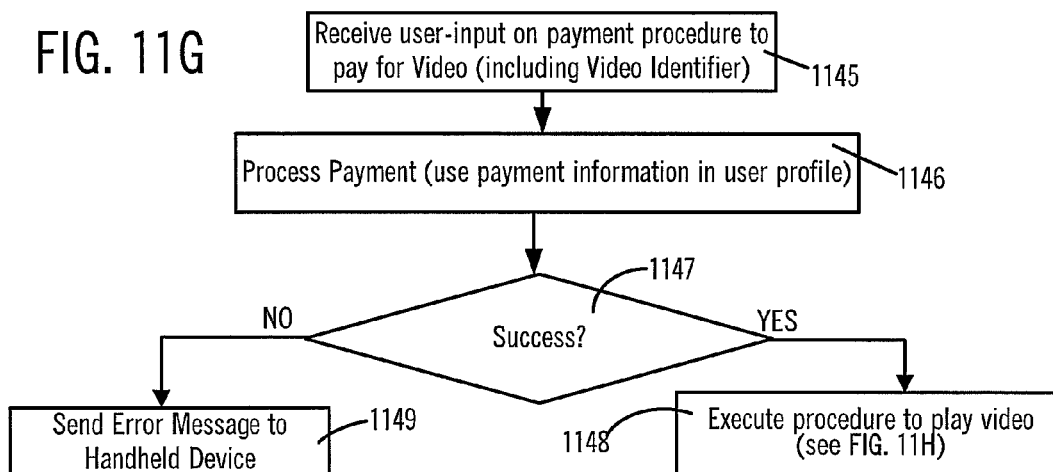 FIG. 11G
Receive user-input on payment procedure to
pay for Video (including Video Identifier)
1145
Process Payment (use payment information in user profile)
1146
1147
Success?
NO
YES
Send Error Message to
Handheld Device
1149
1148
Execute procedure to play video
(see FIG. 11H)